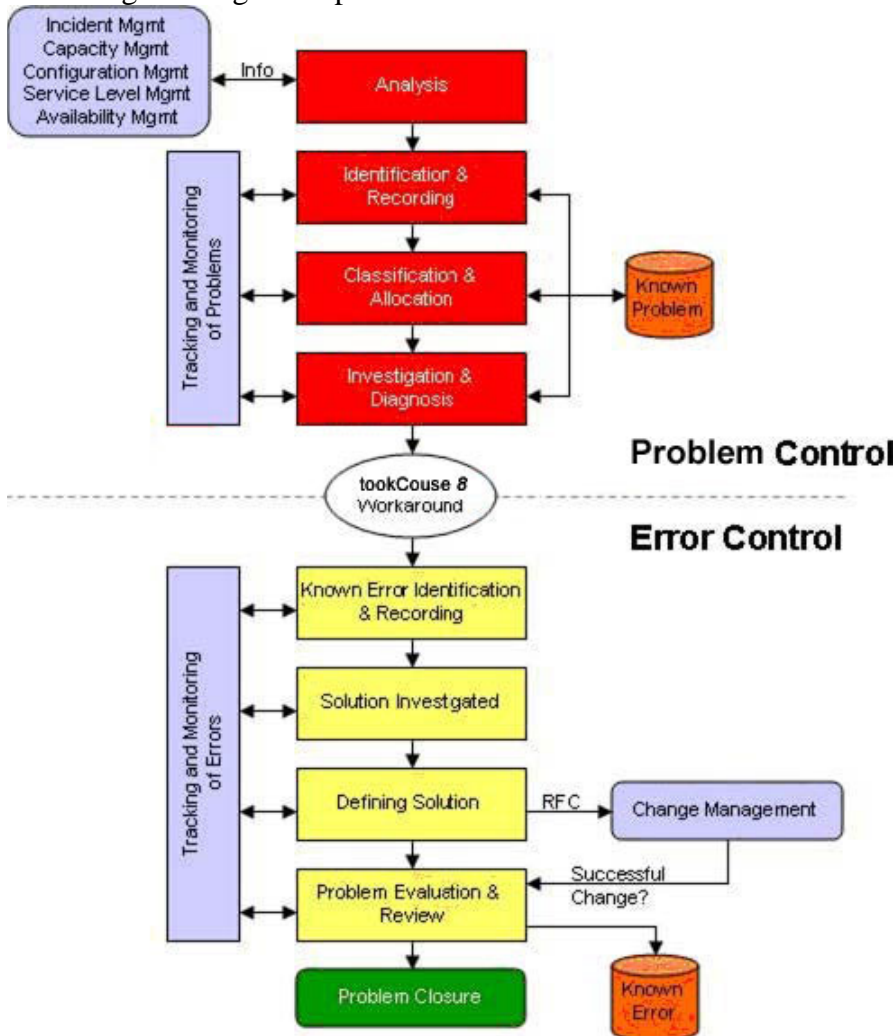 Incident Mgmt
Capacity Mgmt
Configuration Mgmt
Service Level Mgmt
Availability Mgmt
Info
Analysis
Tracking and Monitoring
of Problems
Identification &
Recording
Classification &
Allocation
Known
Problem
Investigation &
Diagnosis
Problem Control
tookCouse 8
Workaround
Error Control
Tracking and Monitoring
of Errors
Known Error Identification
& Recording
Solution Investgated
Defining Solution
RFC
Change Management
Successful
Change?
Problem Evaluation &
Review
Problem Closure
Known
Error